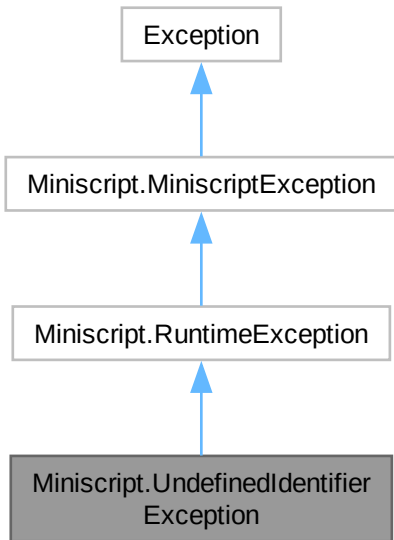 Exception
Miniscript.MiniscriptException
Miniscript.RuntimeException
Miniscript.UndefinedIdentifier
Exception